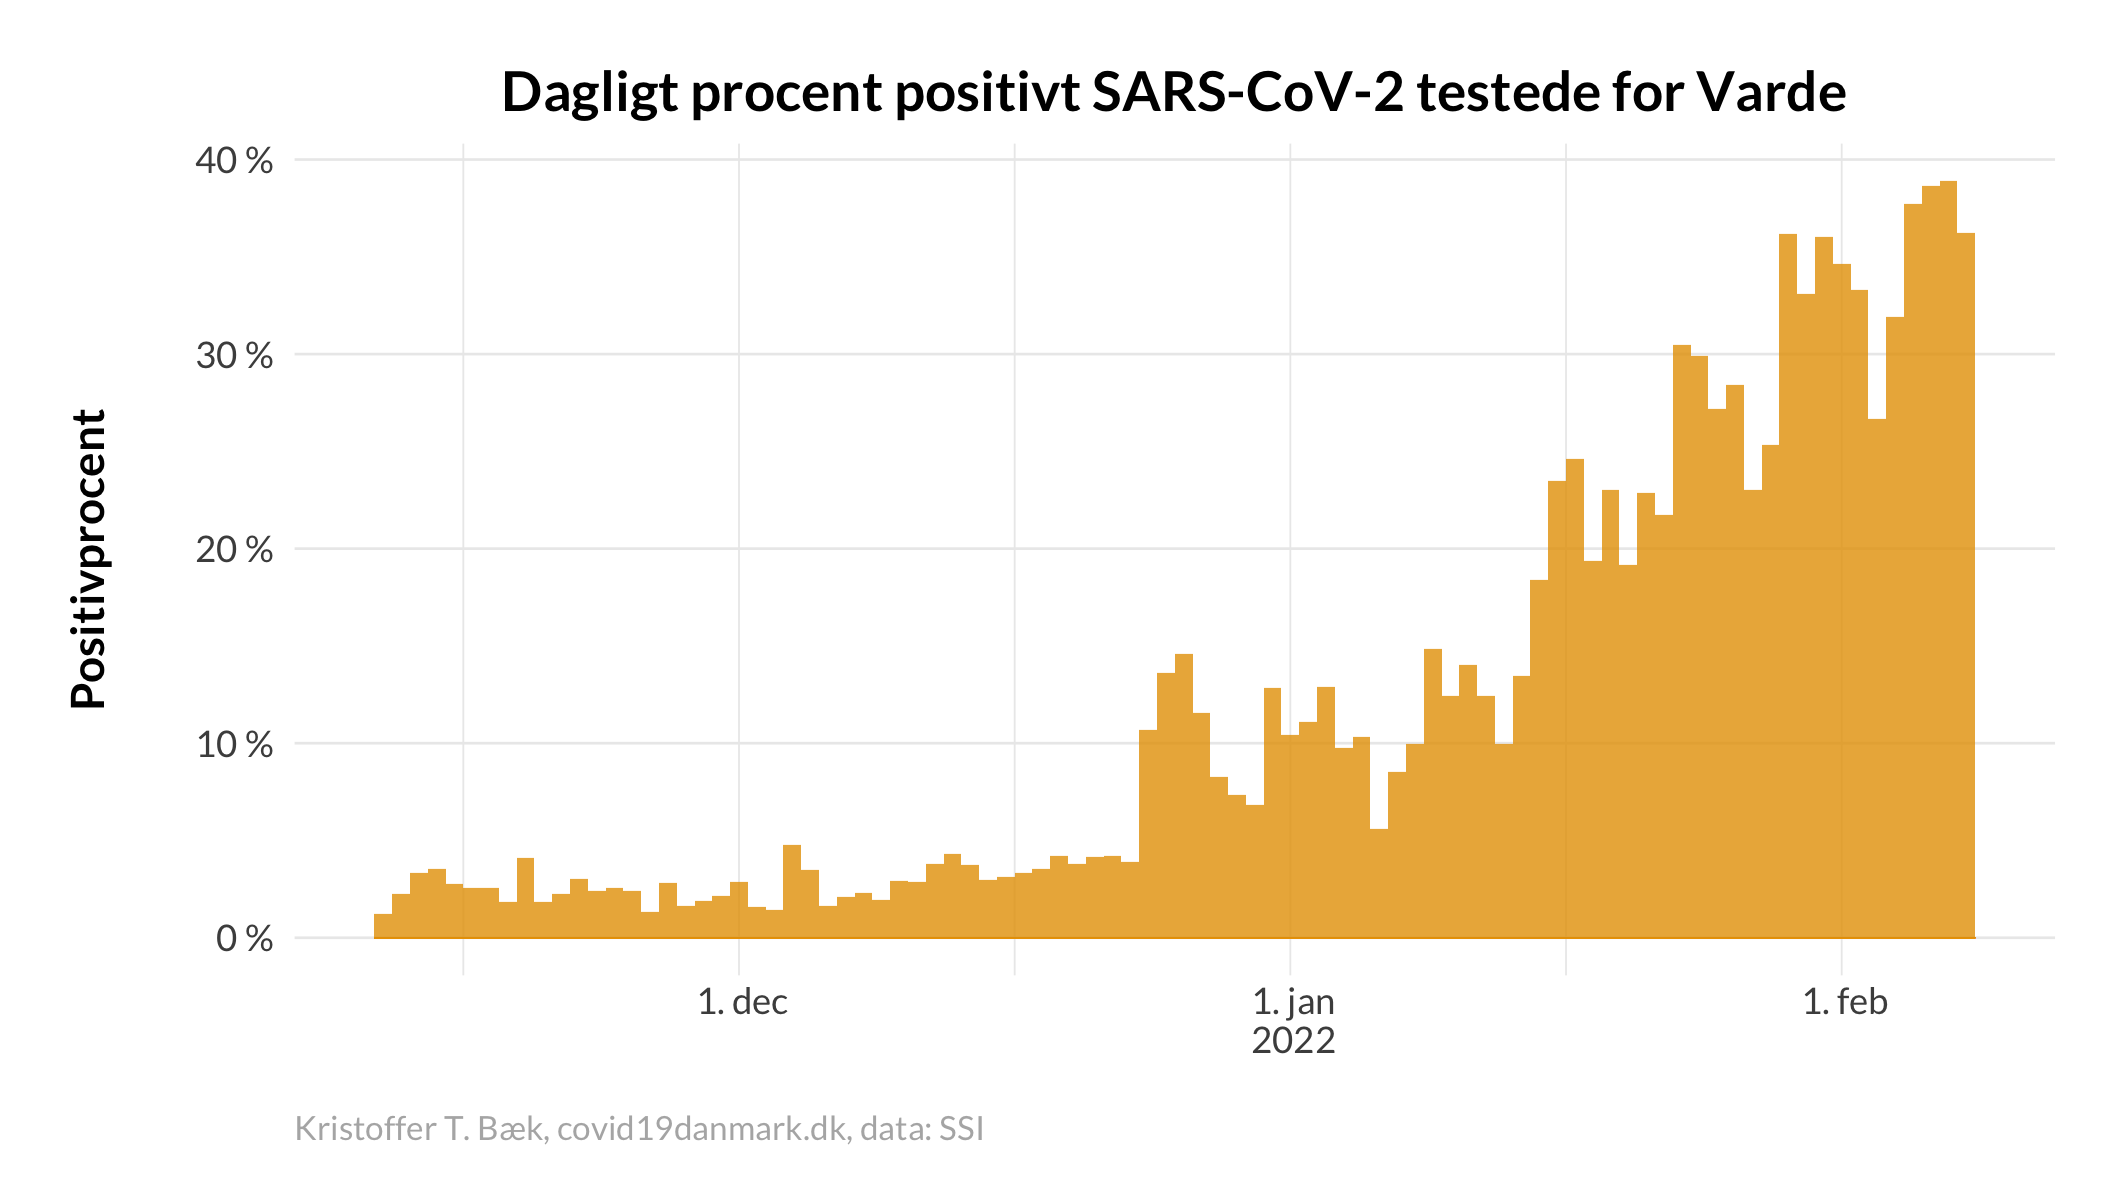 Dagligt procent positivt SARS-CoV-2 testede for Varde
Positivprocent
40 %
30 %
20 %
10 %
0 %
1. dec
1. jan
2022
1. feb
Kristoffer T. Bæk, covid19danmark.dk, data: SSI